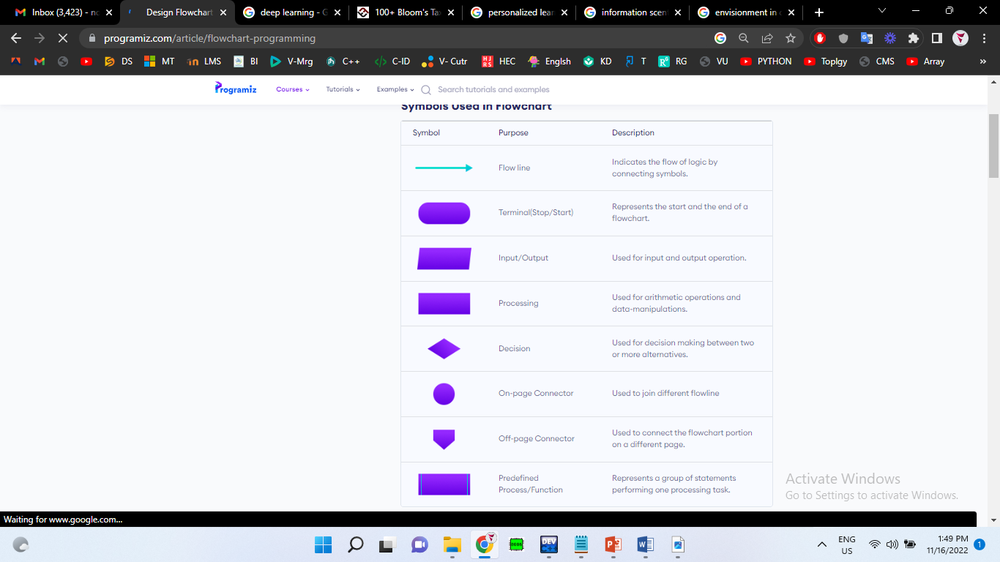 Inbox (3,423) - no
Design Flowchart
deep learning - G
100+ Bloom's Tax
personalized lear
information scen
envisionment in
programiz.com/article/flowchart-programming
DS MT LMS BI V-Mrg C++ C-ID V- Cutr HEC Englsh KD T RG VU PYTHON Toplgy CMS Array »
Programiz Courses Tutorials Examples Search tutorials and examples
Symbols Used In Flowchart
Symbol Purpose Description
Flow line
Indicates the flow of logic by
connecting symbols.
Terminal(Stop/Start)
Represents the start and the end of a
flowchart.
Input/Output Used for input and output operation.
Processing
Used for arithmetic operations and
data-manipulations.
Decision
Used for decision making between two
or more alternatives.
On-page Connector Used to join different flowline
Off-page Connector
Used to connect the flowchart portion
on a different page.
Predefined
Process/Function
Represents a group of statements
performing one processing task.
Activate Windows
Go to Settings to activate Windows.
Waiting for www.google.com...
ENG
US
1:49 PM
11/16/2022
1